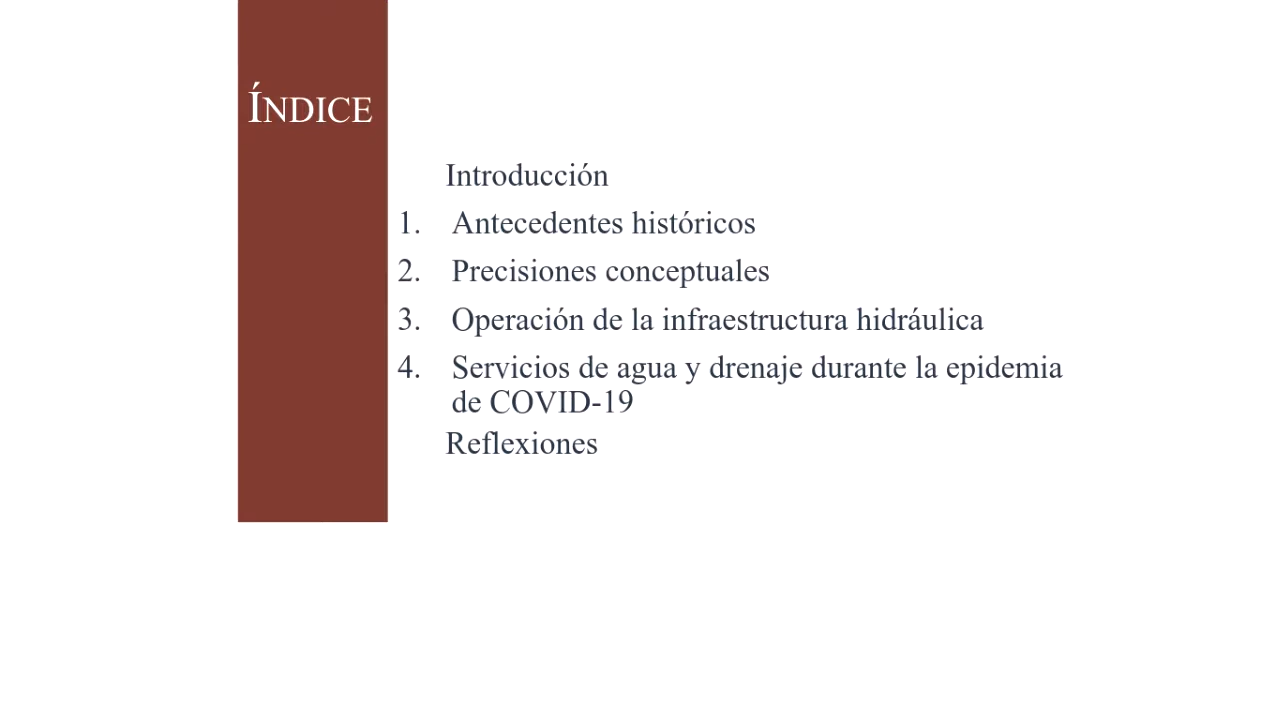 ÍNDICE
Introducción
1. Antecedentes históricos
2. Precisiones conceptuales
3. Operación de la infraestructura hidráulica
4. Servicios de agua y drenaje durante la epidemia
de COVID-19
Reflexiones